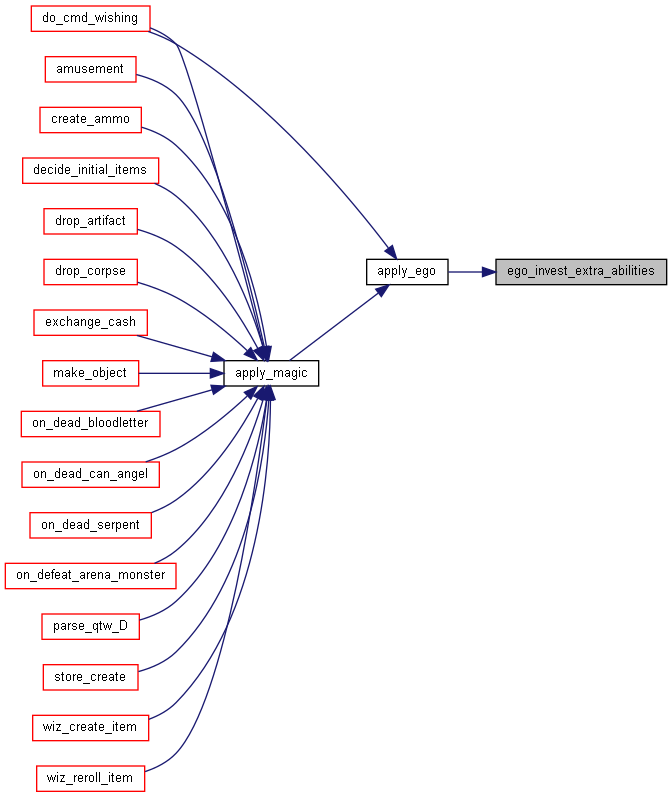 do_cmd_wishing
amusement
create_ammo
decide_initial_items
drop_artifact
drop_corpse
exchange_cash
make_object
on_dead_bloodletter
on_dead_can_angel
on_dead_serpent
on_defeat_arena_monster
parse_qtw_D
store_create
wiz_create_item
wiz_reroll_item
apply_magic
apply_ego
ego_invest_extra_abilities